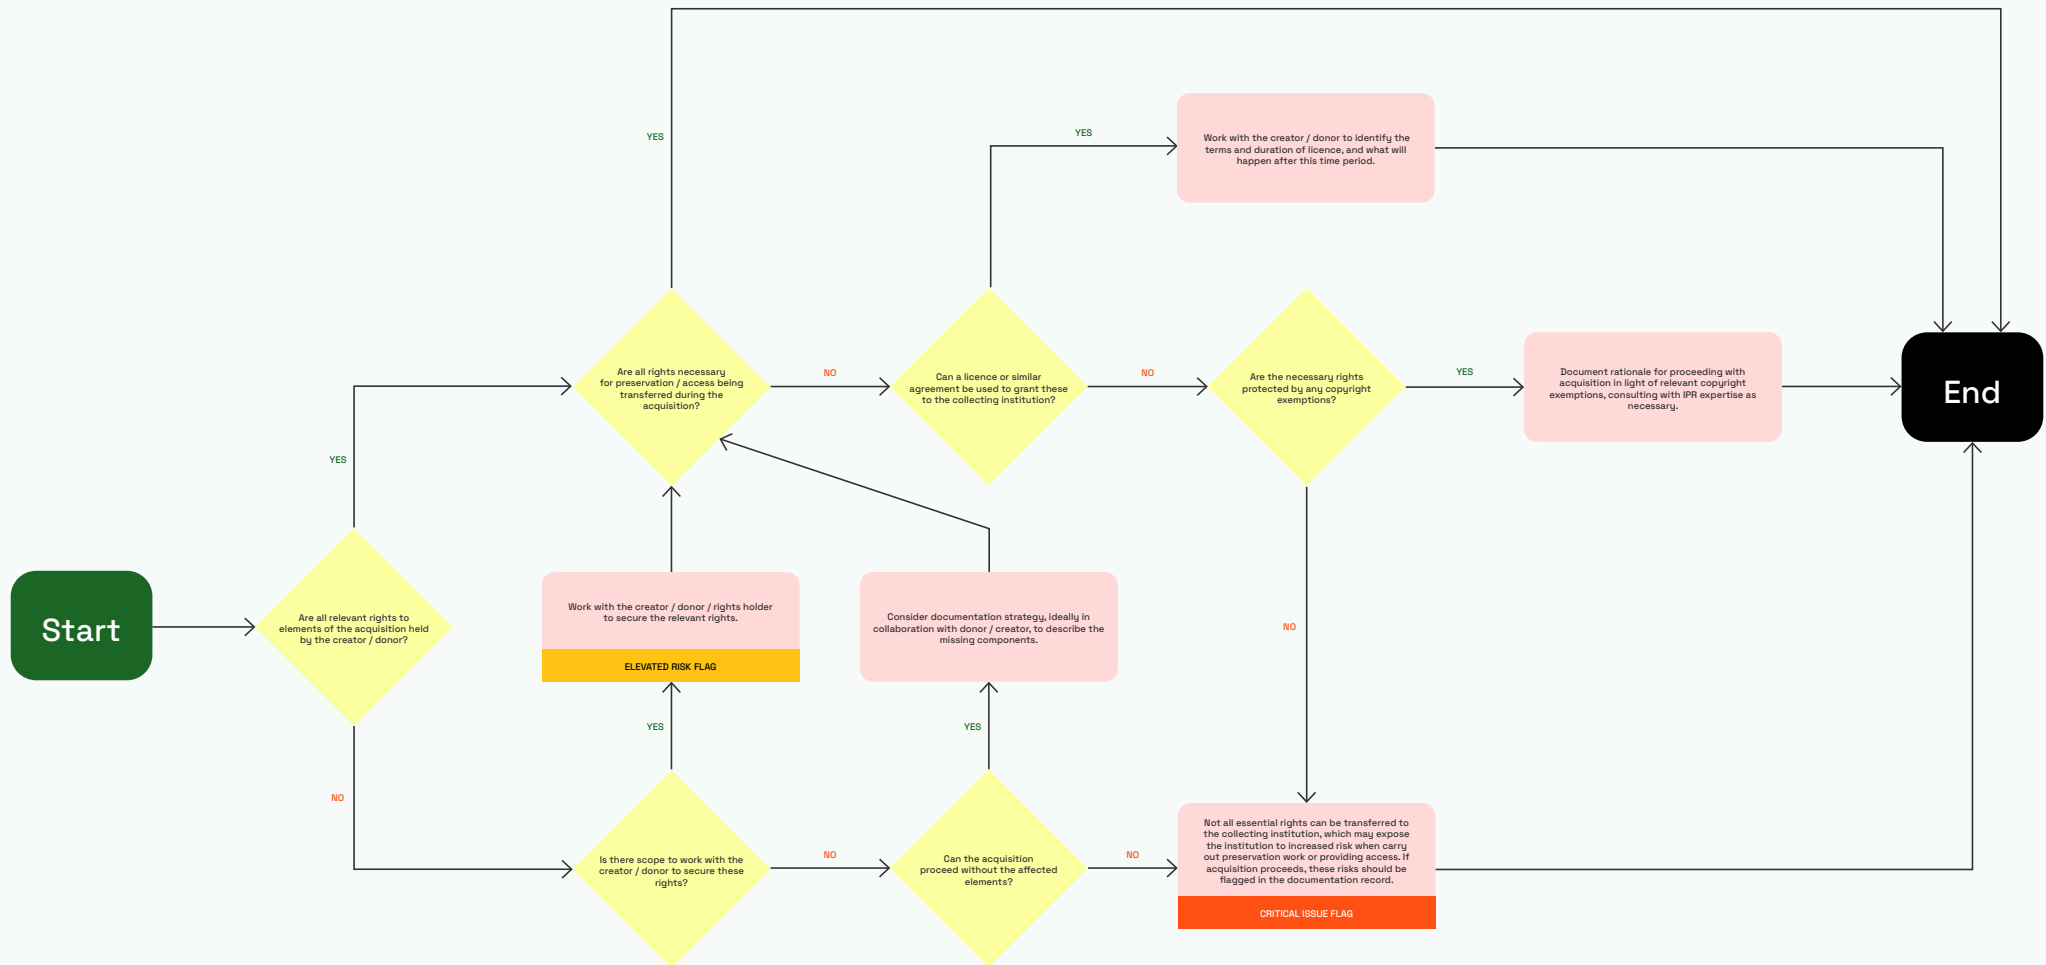 YES
YES
Work with the creator / donor to identify the
terms and duration of licence, and what will
happen after this time period.
Are all rights necessary
for preservation / access being
transferred during the
acquisition?
NO
Can a licence or similar
agreement be used to grant these
to the collecting institution?
NO
Are the necessary rights
protected by any copyright
exemptions?
YES
Document rationale for proceeding with
acquisition in light of relevant copyright
exemptions, consulting with IPR expertise as
necessary.
End
YES
Start
Are all relevant rights to
elements of the acquisition held
by the creator / donor?
Work with the creator / donor / rights holder
to secure the relevant rights.
ELEVATED RISK FLAG
Consider documentation strategy, ideally in
collaboration with donor / creator, to describe the
missing components.
NO
YES
YES
NO
Is there scope to work with the
creator / donor to secure these
rights?
NO
Can the acquisition
proceed without the affected
elements?
NO
Not all essential rights can be transferred to
the collecting institution, which may expose
the institution to increased risk when carry
out preservation work or providing access. If
acquisition proceeds, these risks should be
flagged in the documentation record.
CRITICAL ISSUE FLAG